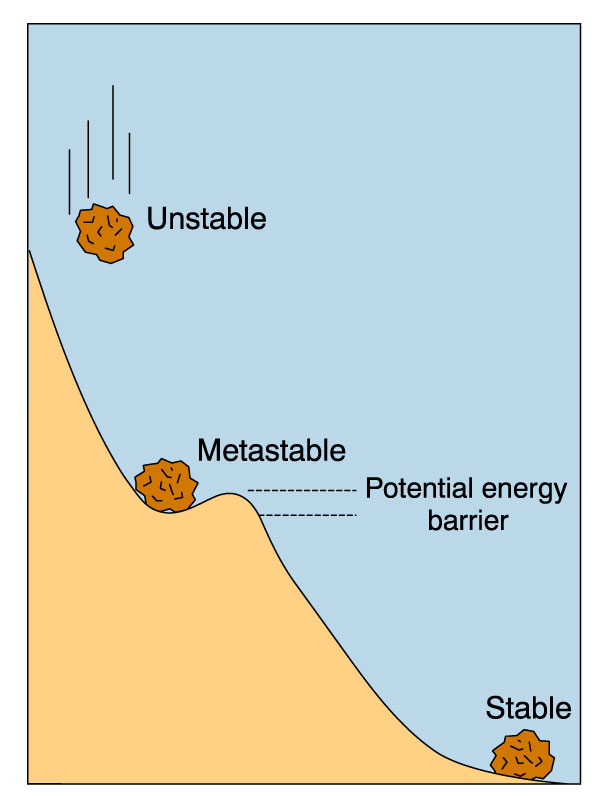 Unstable
Metastable
Potential energy
barrier
Stable